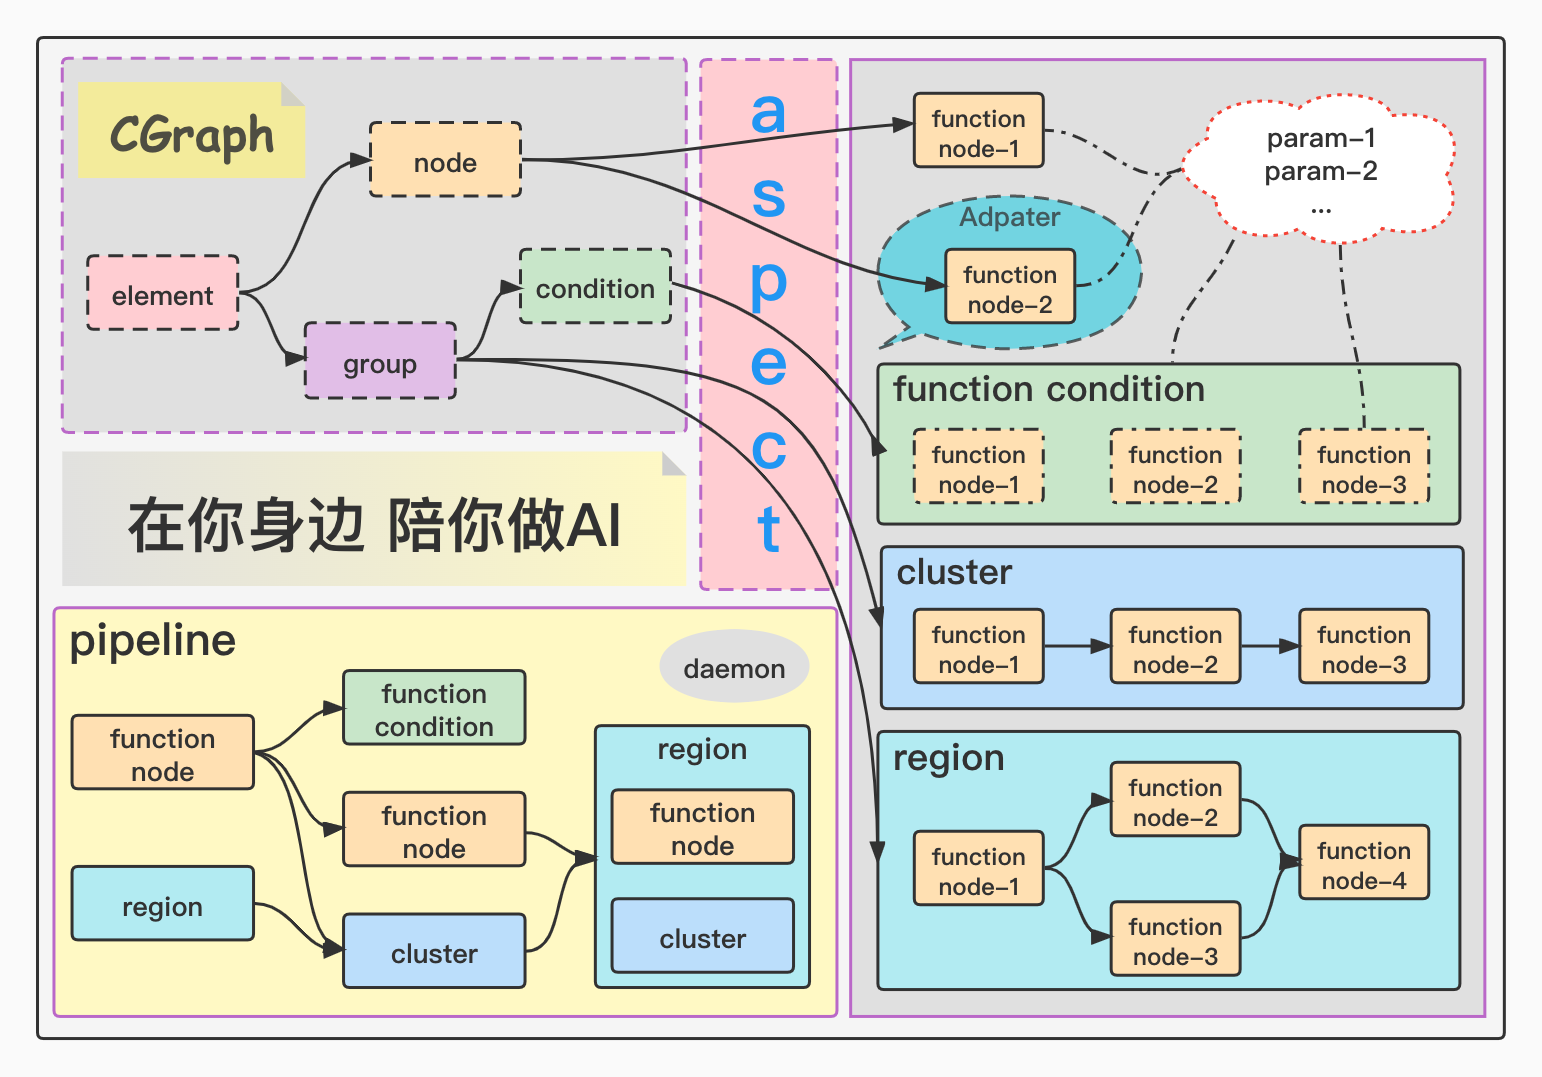 CGraph
node
element
condition
group
a
s
p
e
c
t
function
node-1
param-1
param-2
...
Adpater
function
node-2
function condition
function
node-1
function
node-2
function
node-3
在你身边 陪你做AI
cluster
function
node-1
function
node-2
function
node-3
pipeline
daemon
function
node
function
condition
function
node
region
cluster
region
function
node
cluster
region
function
node-1
function
node-2
function
node-3
function
node-4